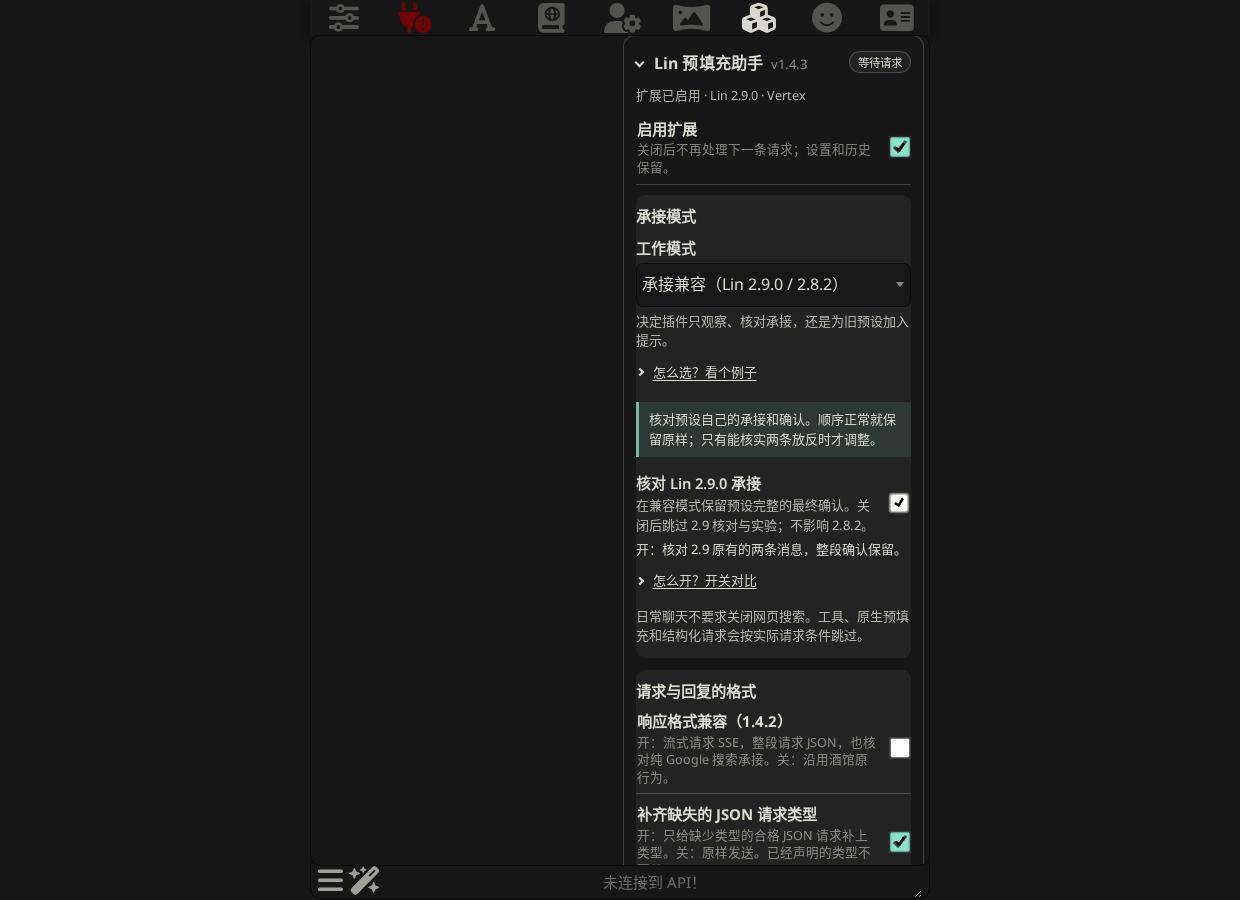 Lin 预填充助手 v1.4.3 等待请求
扩展已启用 · Lin 2.9.0 · Vertex
启用扩展
关闭后不再处理下一条请求；设置和历史
保留。
承接模式
工作模式
承接兼容（Lin 2.9.0 / 2.8.2）
决定插件只观察、核对承接，还是为旧预设加入
提示。
怎么选？看个例子
核对预设自己的承接和确认。顺序正常就保
留原样；只有能核实两条放反时才调整。
核对 Lin 2.9.0 承接
在兼容模式保留预设完整的最终确认。关
闭后跳过 2.9 核对与实验；不影响 2.8.2。
开：核对 2.9 原有的两条消息，整段确认保留。
怎么开？开关对比
日常聊天不要求关闭网页搜索。工具、原生预填
充和结构化请求会按实际请求条件跳过。
请求与回复的格式
响应格式兼容（1.4.2）
开：流式请求 SSE，整段请求 JSON，也核
对纯 Google 搜索承接。关：沿用酒馆原
行为。
补齐缺失的 JSON 请求类型
开：只给缺少类型的合格 JSON 请求补上
类型。关：原样发送。已经声明的类型不
未连接到 API！